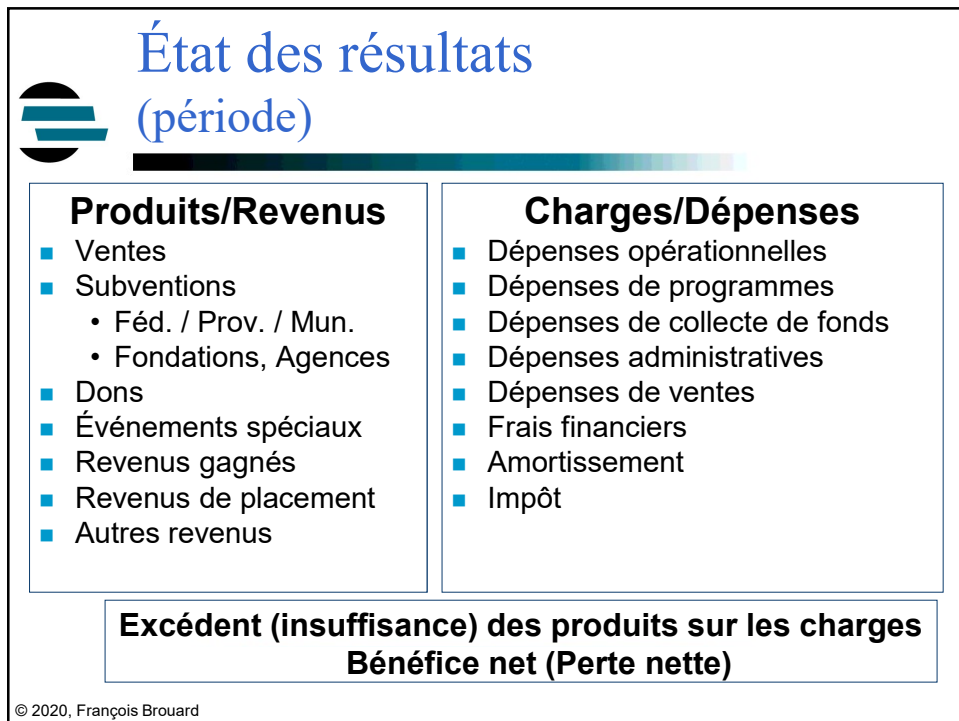 État des résultats
(période)
Produits/Revenus
Ventes
Subventions
• Féd. / Prov. / Mun.
• Fondations, Agences
Dons
Événements spéciaux
Revenus gagnés
Revenus de placement
Autres revenus
Charges/Dépenses
Dépenses opérationnelles
Dépenses de programmes
Dépenses de collecte de fonds
Dépenses administratives
Dépenses de ventes
Frais financiers
Amortissement
Impôt
Excédent (insuffisance) des produits sur les charges
Bénéfice net (Perte nette)
© 2020, François Brouard